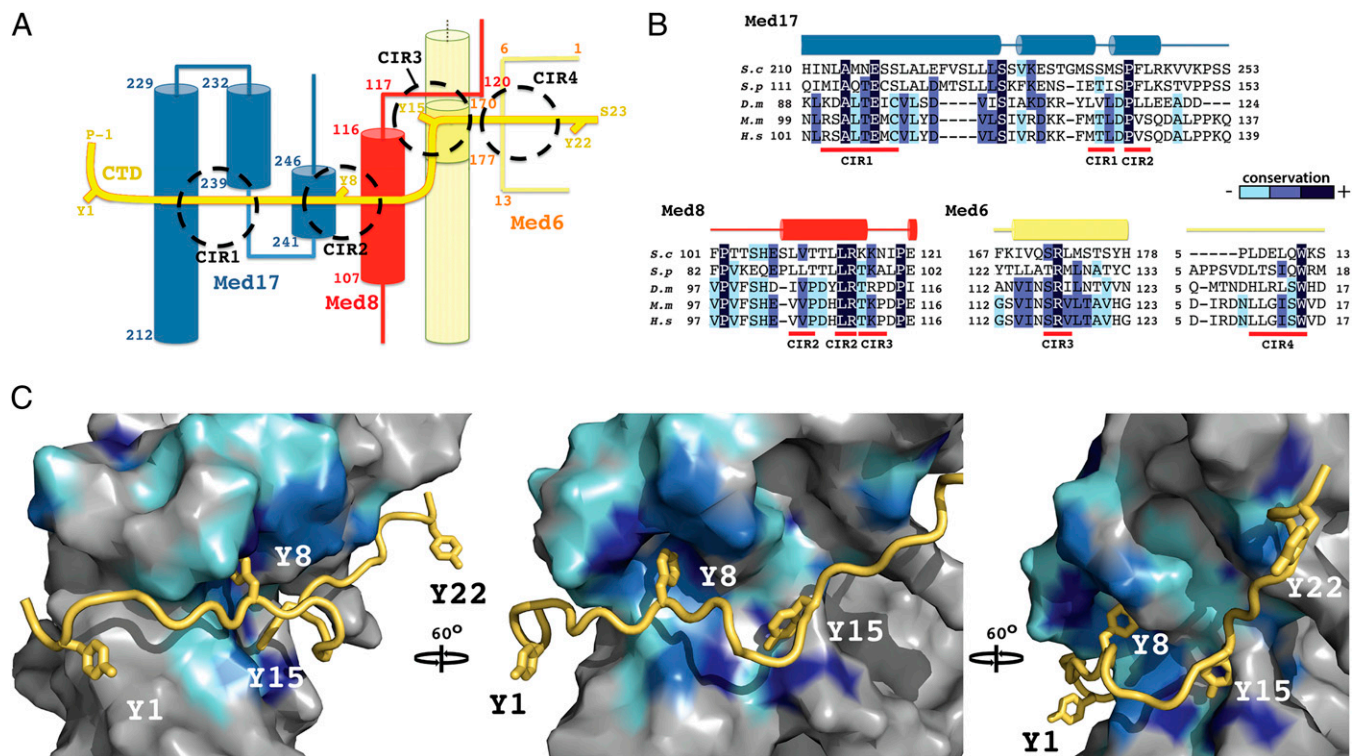 A
229
232
P-1
CTD
Y1
239
CIR1
246
241
Y8
CIR2
Med17
212
117
116
107
Med8
CIR3
120
Y15
170
177
6
1
CIR4
S23
Y22
13
Med6
B
Med17
S.c 210 HINLAMNESSLALEFVSLLLSSVKESTGMSSMSPFLRKVVKPSS 253
S.p 111 QIMIAQTECSLALDMTSLLLSFVKENS-IETISPFLKSTVPVGS 153
D.m 88 KLKDALTEICVLSD----VISIAKDKR-YLVLDPLLEEADD--- 124
M.m 99 NLRSALTEMCVLYD----VLSIVRDKK-FMTLDPVSQDALPPKQ 137
H.s 101 NLRSALTEMCVLYD----VLSIVRDKK-FMTLDPVSQDALPPKQ 139
CIR1 CIR1 CIR2
conservation
- +
Med8
S.c 101 FPTTSHESLVTTLLRKKNIPE 121
S.p 82 FPVKEQEPLLTTLLRTKALPE 102
D.m 97 VPVFSHD-IVPDYLRTRPDPI 116
M.m 97 VPVFSHE-VVPDHLRTKPDPE 116
H.s 97 VPVFSHE-VVPDHLRTKPDPE 116
CIR2 CIR2 CIR3
Med6
167 FKIVQSRLMSTSYH 178
122 YTLLATRMLNATYC 133
112 ANVINSRILNTVVN 123
112 GSVINSRVLTAVHG 123
112 GSVINSRVLTAVHG 123
CIR3
5 -----PLDELQWKS 13
5 APPSVDLTSIQWRM 18
5 Q-MTNDHLRLSWHD 17
5 D-IRDNLLGISWVD 17
5 D-IRDNLLGISWVD 17
CIR4
C
Y8
Y22
Y15
Y1
60°
Y8
Y15
Y1
60°
Y22
Y8
Y15
Y1